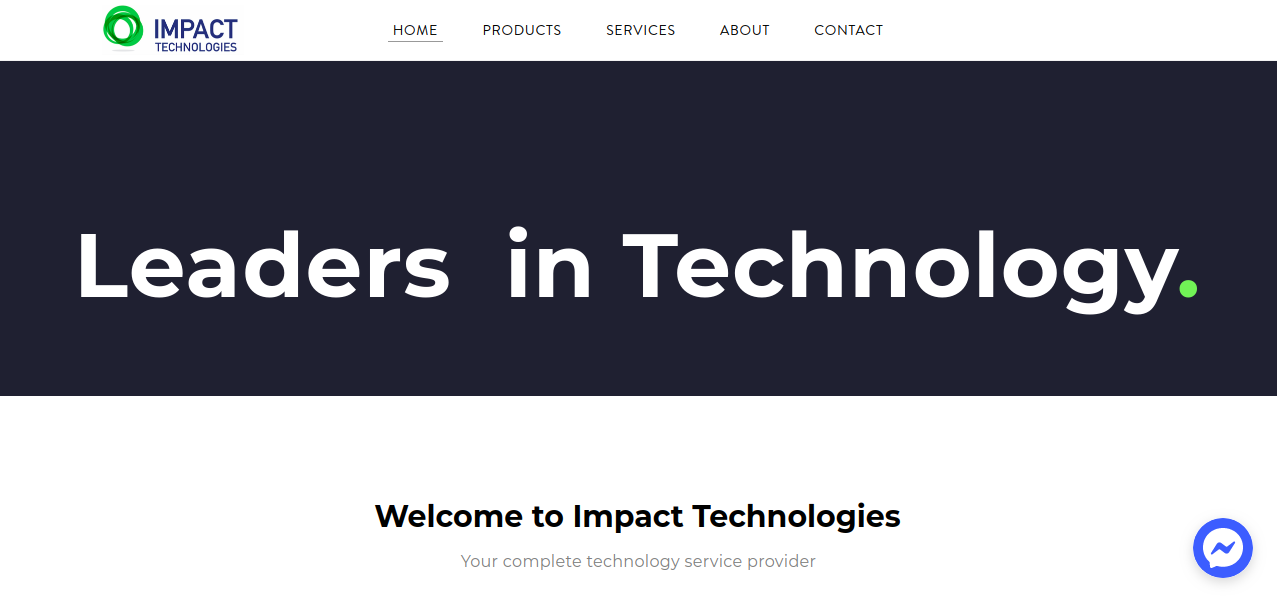 IMPACT
TECHNOLOGIES
HOME PRODUCTS SERVICES ABOUT CONTACT
Leaders in Technology.
Welcome to Impact Technologies
Your complete technology service provider